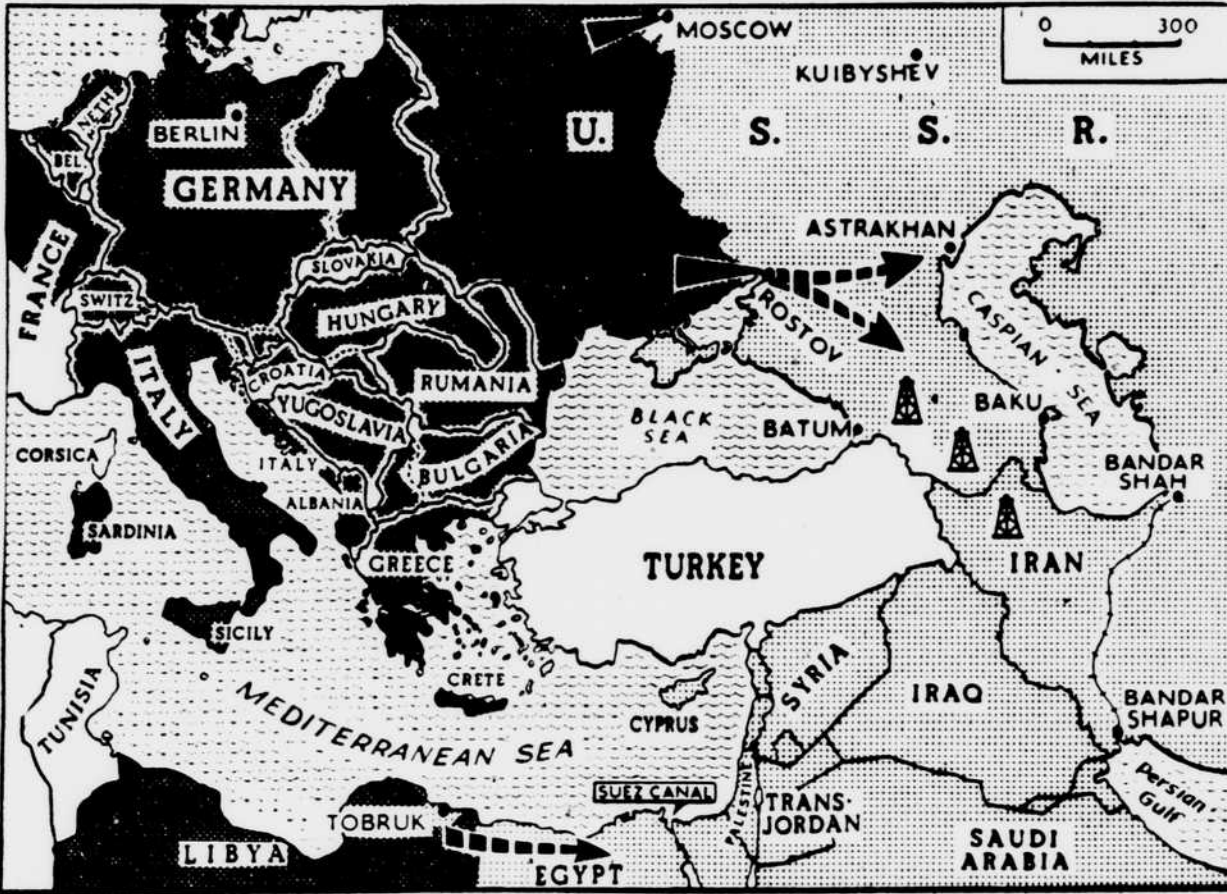 MOSCOW
0 300
MILES
KUIBYSHEV
NETH.
BERLIN
U. S. S. R.
BEL.
GERMANY
FRANCE
ASTRAKHAN
SLOVAKIA
SWITZ
HUNGARY
ROSTOV
CASPIAN
SEA
ITALY
CROATIA
RUMANIA
YUGOSLAVIA
BLACK
SEA
BAKU
BATUM
CORSICA
ITALY
BULGARIA
BANDAR
SHAH
ALBANIA
SARDINIA
GREECE
TURKEY
IRAN
SICILY
CRETE
SYRIA
TUNISIA
MEDITERRANEAN SEA
CYPRUS
IRAQ
BANDAR
SHAPUR
SUEZ CANAL
PALESTINE
TRANS-
JORDAN
Persian
Gulf
TOBRUK
LIBYA
EGYPT
SAUDI
ARABIA